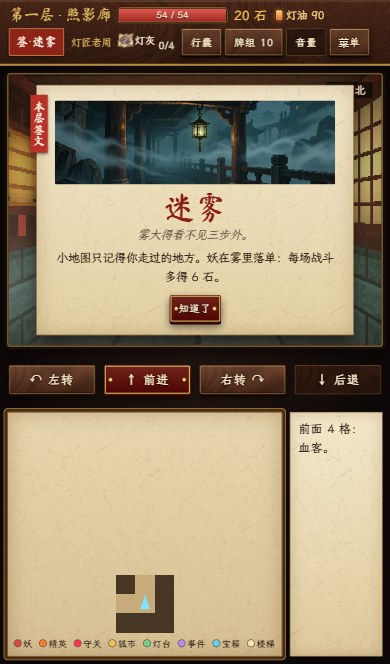 第一层·照影廊 54 / 54 20 石 灯油 90
签·迷雾 灯匠老周 灯灰 0/4 行囊 牌组 10 音量 菜单
北
本层签文
迷雾
雾大得看不见三步外。
小地图只记得你走过的地方。妖在雾里落单：每场战斗
多得 6 石。
知道了
↶ 左转 ↑ 前进 右转 ↷ ↓ 后退
前面 4 格：
血客。
妖 精英 守关 狐市 灯台 事件 宝箱 楼梯